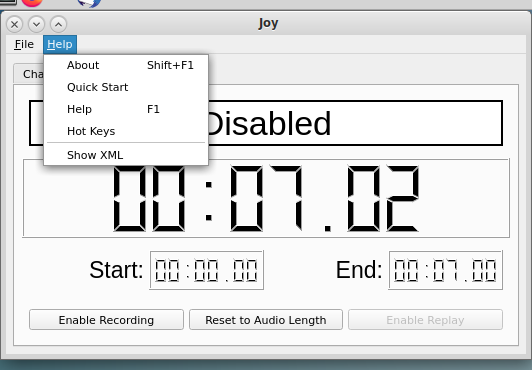 Joy
File Help
About Shift+F1
Quick Start
Help F1
Hot Keys
Show XML
Disabled
00:07.02
Start: 00:00.00 End: 00:07.00
Enable Recording Reset to Audio Length Enable Replay